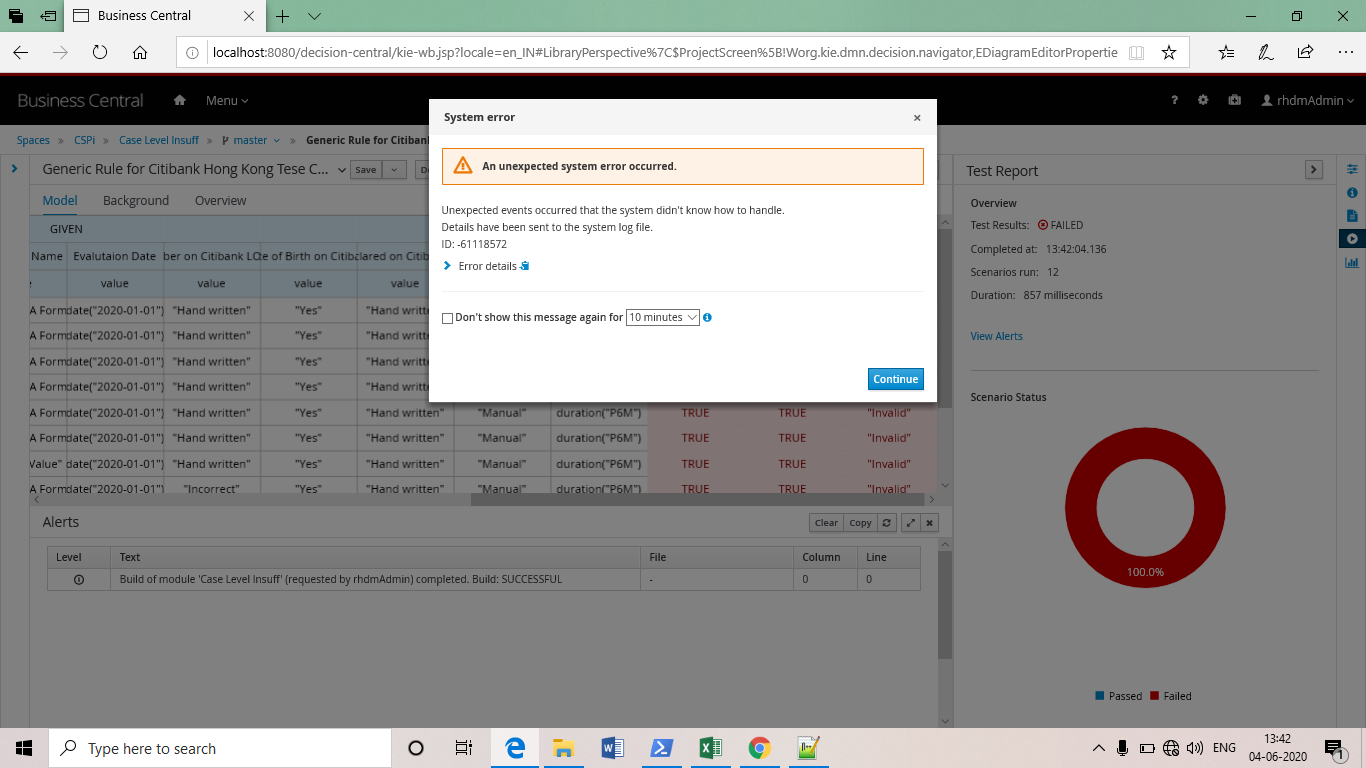 Business Central
localhost:8080/decision-central/kie-wb.jsp?locale=en_IN#LibraryPerspective%7C$ProjectScreen%5B!Worg.kie.dmn.decision.navigator,EDiagramEditorPropertie
Business Central Menu ? rhdmAdmin
Spaces » CSPi » Case Level Insuff » master » Generic Rule for Citiban
System error ×
An unexpected system error occurred.
Unexpected events occurred that the system didn't know how to handle.
Details have been sent to the system log file.
ID: -61118572
Error details -
Don't show this message again for 10 minutes
Continue
Generic Rule for Citibank Hong Kong Tese C... Save
Model Background Overview
GIVEN
Name Evalutaion Date ber on Citibank LO te of Birth on Citiba lared on Citib
value value value value
A Form date("2020-01-01") "Hand written" "Yes" "Hand writte
A Form date("2020-01-01") "Hand written" "Yes" "Hand writte
A Form date("2020-01-01") "Hand written" "Yes" "Hand writte
A Form date("2020-01-01") "Hand written" "Yes" "Hand writte
A Form date("2020-01-01") "Hand written" "Yes" "Hand written" "Manual" duration("P6M") TRUE TRUE "Invalid"
A Form date("2020-01-01") "Hand written" "Yes" "Hand written" "Manual" duration("P6M") TRUE TRUE "Invalid"
Value" date("2020-01-01") "Hand written" "Yes" "Hand written" "Manual" duration("P6M") TRUE TRUE "Invalid"
A Form date("2020-01-01") "Incorrect" "Yes" "Hand written" "Manual" duration("P6M") TRUE TRUE "Invalid"
Alerts Clear Copy
Level Text File Column Line
Build of module 'Case Level Insuff' (requested by rhdmAdmin) completed. Build: SUCCESSFUL - 0 0
Test Report
Overview
Test Results: FAILED
Completed at: 13:42:04.136
Scenarios run: 12
Duration: 857 milliseconds
View Alerts
Scenario Status
100.0%
Passed Failed
Type here to search
ENG
13:42
04-06-2020
1